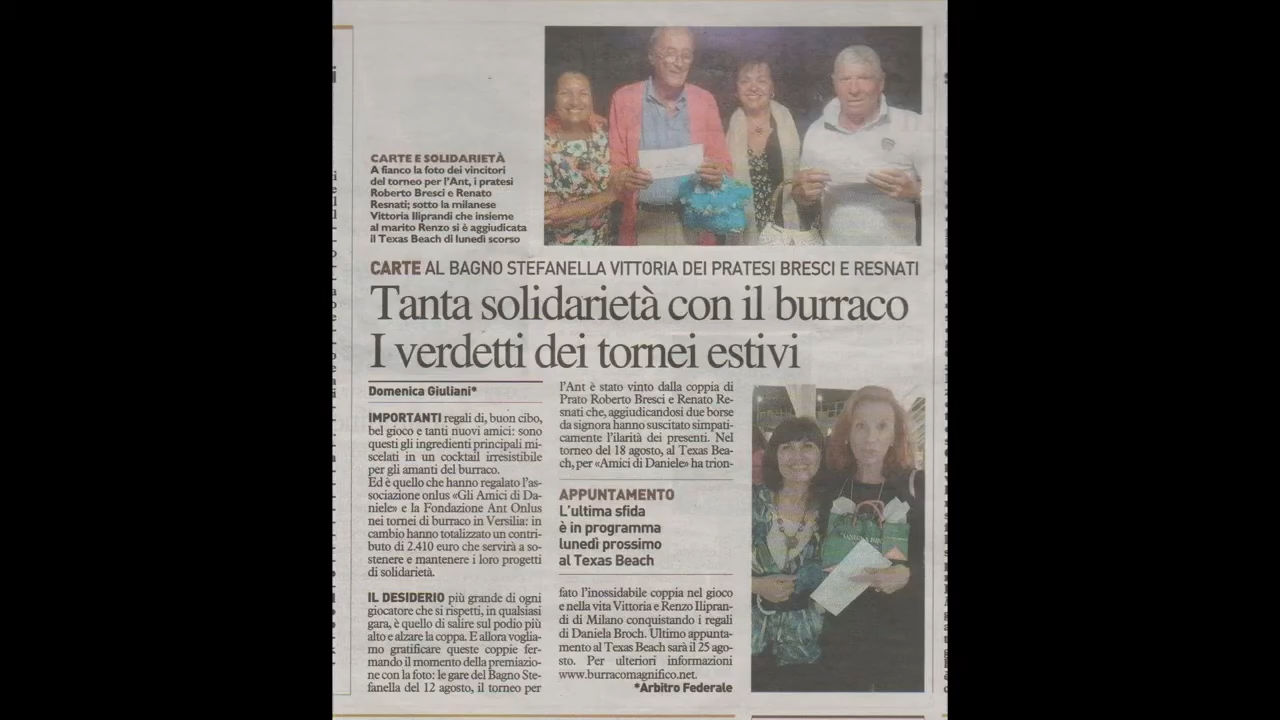 CARTE E SOLIDARIETÀ
A fianco la foto dei vincitori
del torneo per l'Ant, i pratesi
Roberto Bresci e Renato
Resnati; sotto la milanese
Vittoria Iliprandi che insieme
al marito Renzo si è aggiudicata
il Texas Beach di lunedì scorso
CARTE AL BAGNO STEFANELLA VITTORIA DEI PRATESI BRESCI E RESNATI
Tanta solidarietà con il burraco
I verdetti dei tornei estivi
Domenica Giuliani*
IMPORTANTI regali di, buon cibo,
bel gioco e tanti nuovi amici: sono
questi gli ingredienti principali mi-
scelati in un cocktail irresistibile
per gli amanti del burraco.
Ed è quello che hanno regalato l'as-
sociazione onlus «Gli Amici di Da-
niele» e la Fondazione Ant Onlus
nei tornei di burraco in Versilia: in
cambio hanno totalizzato un contri-
buto di 2.410 euro che servirà a so-
stenere e mantenere i loro progetti
di solidarietà.
IL DESIDERIO più grande di ogni
giocatore che si rispetti, in qualsiasi
gara, è quello di salire sul podio più
alto e alzare la coppa. E allora voglia-
mo gratificare queste coppie fer-
mando il momento della premiazio-
ne con la foto: le gare del Bagno Ste-
fanella del 12 agosto, il torneo per
l'Ant è stato vinto dalla coppia di
Prato Roberto Bresci e Renato Re-
snati che, aggiudicandosi due borse
da signora hanno suscitato simpati-
camente l'ilarità dei presenti. Nel
torneo del 18 agosto, al Texas Bea-
ch, per «Amici di Daniele» ha trion-
APPUNTAMENTO
L'ultima sfida
è in programma
lunedì prossimo
al Texas Beach
fato l'inossidabile coppia nel gioco
e nella vita Vittoria e Renzo Ilipran-
di di Milano conquistando i regali
di Daniela Broch. Ultimo appunta-
mento al Texas Beach sarà il 25 ago-
sto. Per ulteriori informazioni
www.burracomagnifico.net.
*Arbitro Federale